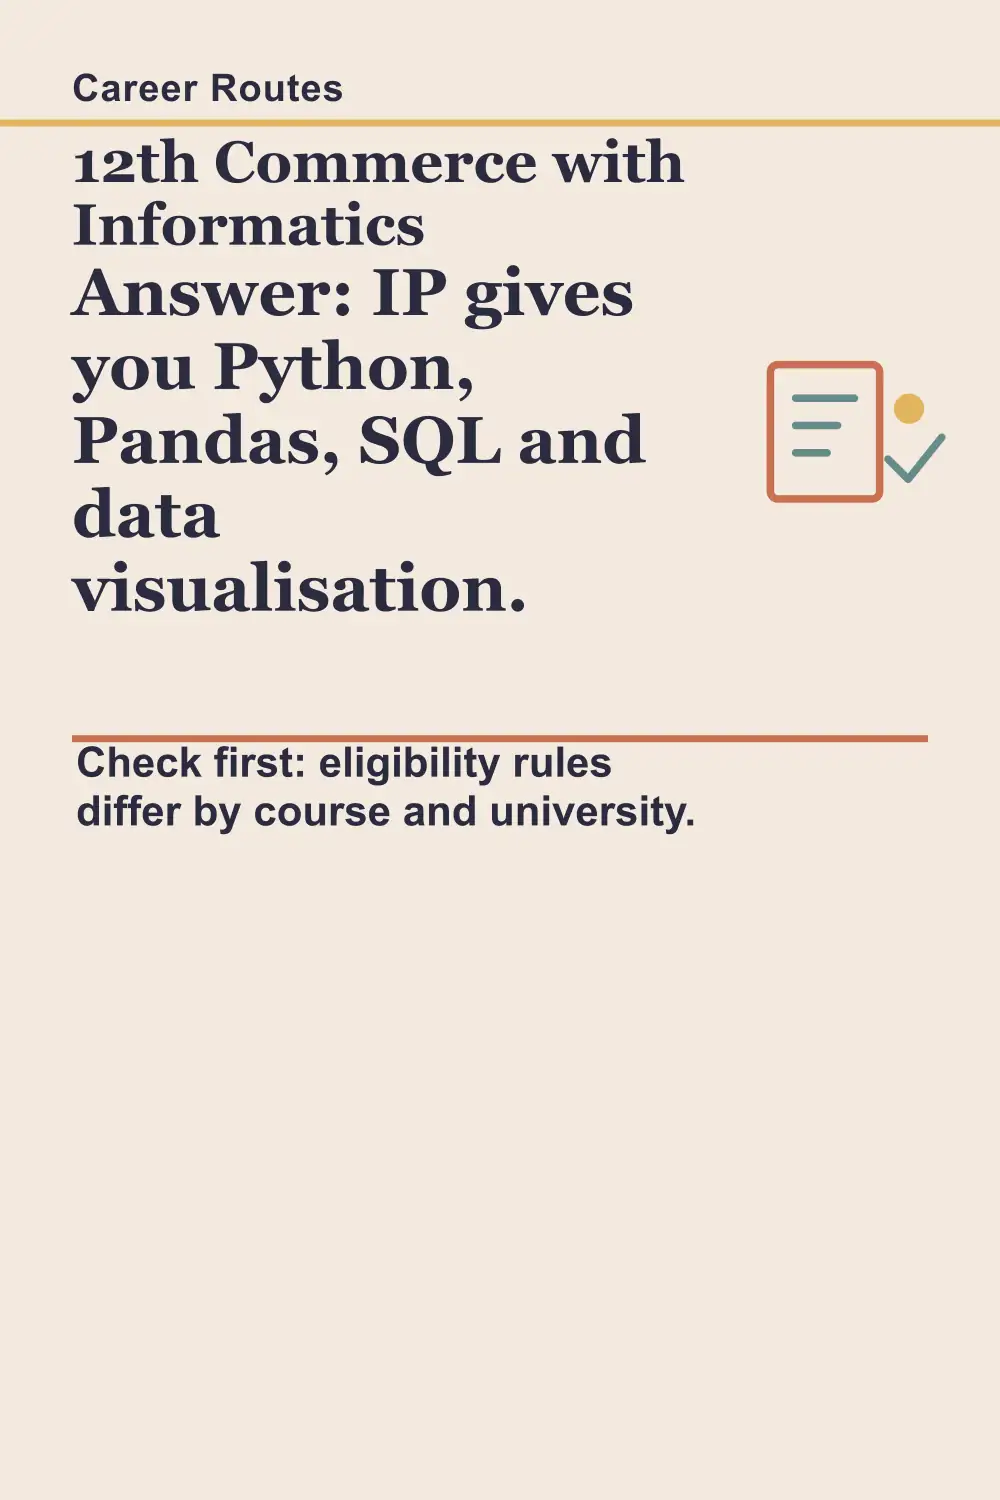 Career Routes
12th Commerce with
Informatics
Answer: IP gives
you Python,
Pandas, SQL and
data
visualisation.
Check first: eligibility rules
differ by course and university.